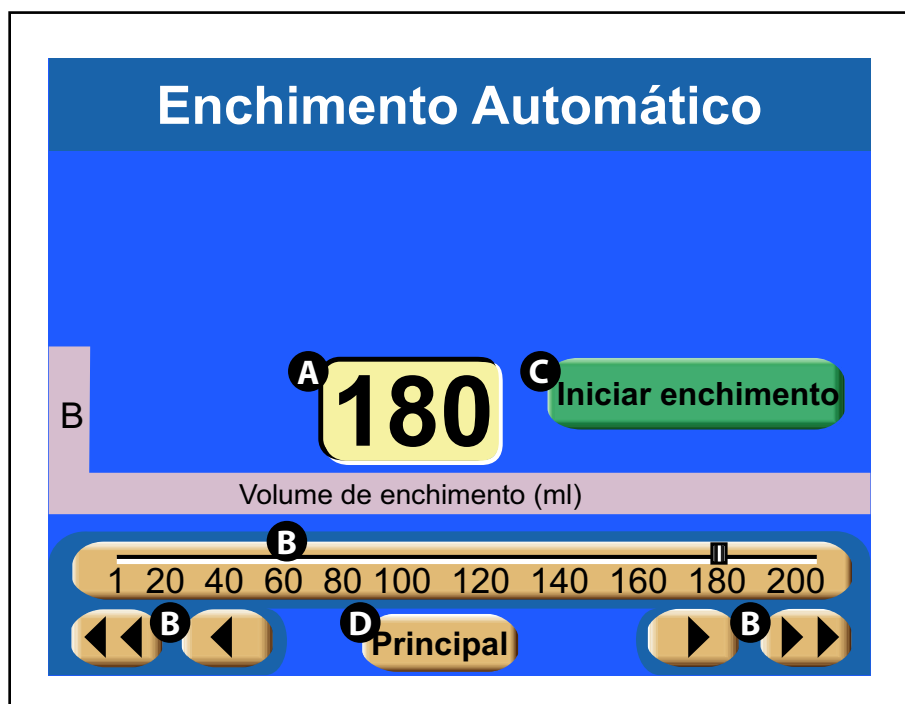 Enchimento Automático
A
180
C
Iniciar enchimento
B
Volume de enchimento (ml)
B
1 20 40 60 80 100 120 140 160 180 200
B
D
Principal
B